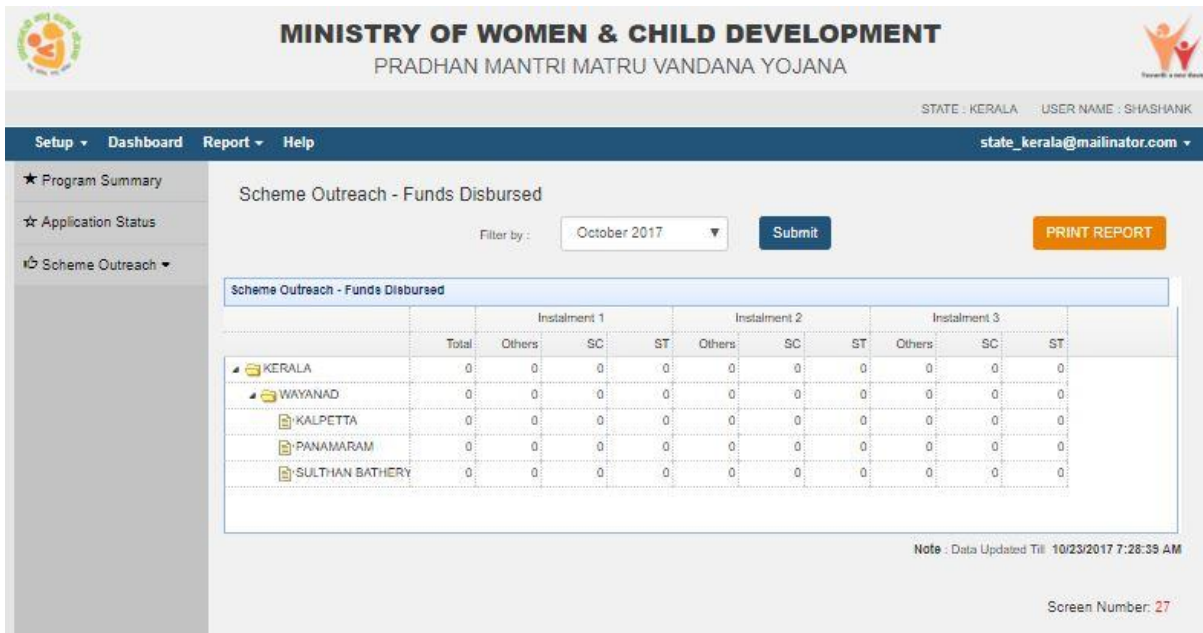 MINISTRY OF WOMEN & CHILD DEVELOPMENT
PRADHAN MANTRI MATRU VANDANA YOJANA
STATE : KERALA USER NAME : SHASHANK
Setup Dashboard Report Help state_kerala@mailinator.com
Program Summary
Application Status
Scheme Outreach
Scheme Outreach - Funds Disbursed
Filter by : October 2017 Submit PRINT REPORT
Scheme Outreach - Funds Disbursed
Instalment 1 Instalment 2 Instalment 3
Total Others SC ST Others SC ST Others SC ST
KERALA 0 0 0 0 0 0 0 0 0 0
WAYANAD 0 0 0 0 0 0 0 0 0 0
KALPETTA 0 0 0 0 0 0 0 0 0 0
PANAMARAM 0 0 0 0 0 0 0 0 0 0
SULTHAN BATHERY 0 0 0 0 0 0 0 0 0 0
Note : Data Updated Till 10/23/2017 7:28:39 AM
Screen Number: 27